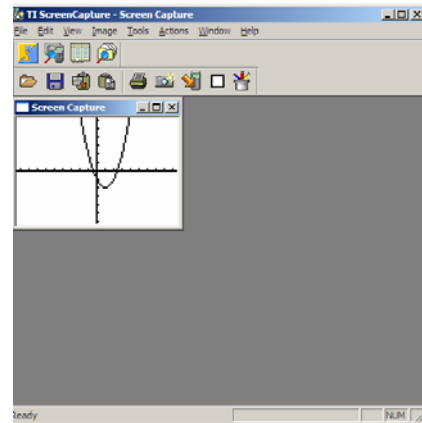 TI ScreenCapture - Screen Capture
File Edit View Image Tools Actions Window Help
Screen Capture
Ready NUM